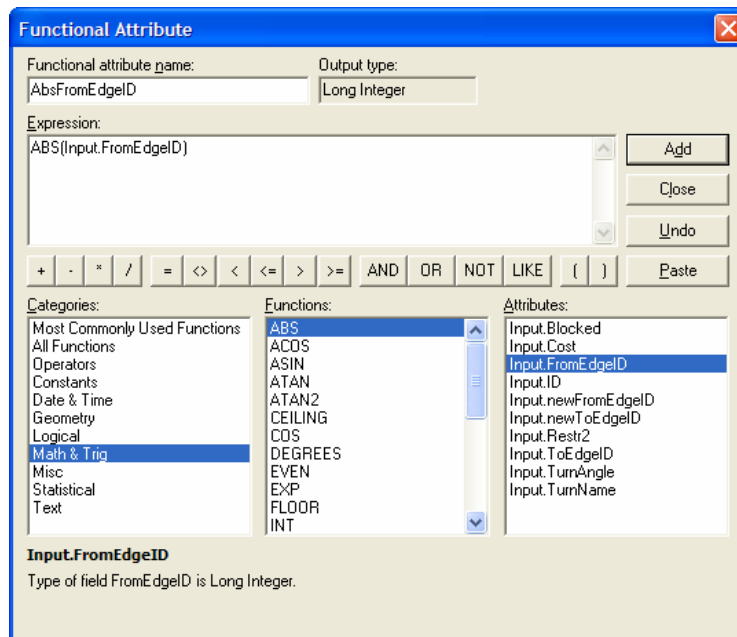 Functional Attribute
Functional attribute name:
Output type:
AbsFromEdgeID
Long Integer
Expression:
ABS(Input.FromEdgeID)
Add
Close
Undo
+ - * / = <> < <= > >= AND OR NOT LIKE ( )
Paste
Categories:
Most Commonly Used Functions
All Functions
Operators
Constants
Date & Time
Geometry
Logical
Math & Trig
Misc
Statistical
Text
Functions:
ABS
ACOS
ASIN
ATAN
ATAN2
CEILING
COS
DEGREES
EVEN
EXP
FLOOR
INT
Attributes:
Input.Blocked
Input.Cost
Input.FromEdgeID
Input.ID
Input.newFromEdgeID
Input.newToEdgeID
Input.Restr2
Input.ToEdgeID
Input.TurnAngle
Input.TurnName
Input.FromEdgeID
Type of field FromEdgeID is Long Integer.